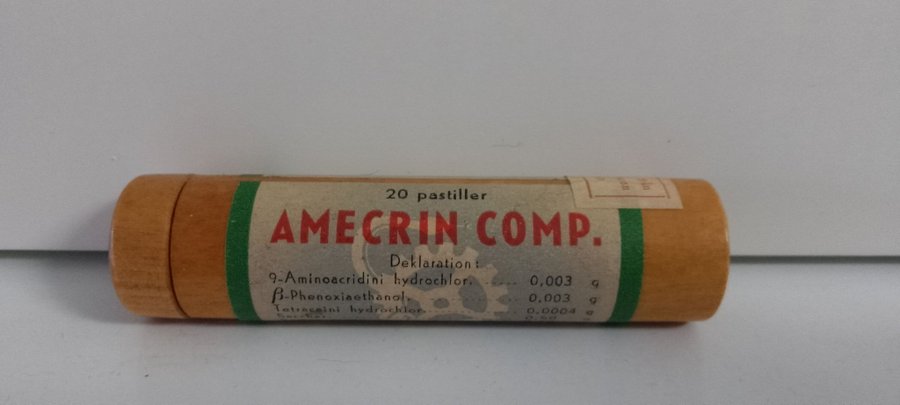 20 pastiller
AMECRIN COMP.
Deklaration:
9-Aminoacridini hydrochlor. .... 0,003 g
β-Phenoxiaethanol. .. 0,003 g
Tetracaini hydrochlor. .. 0,0004 g